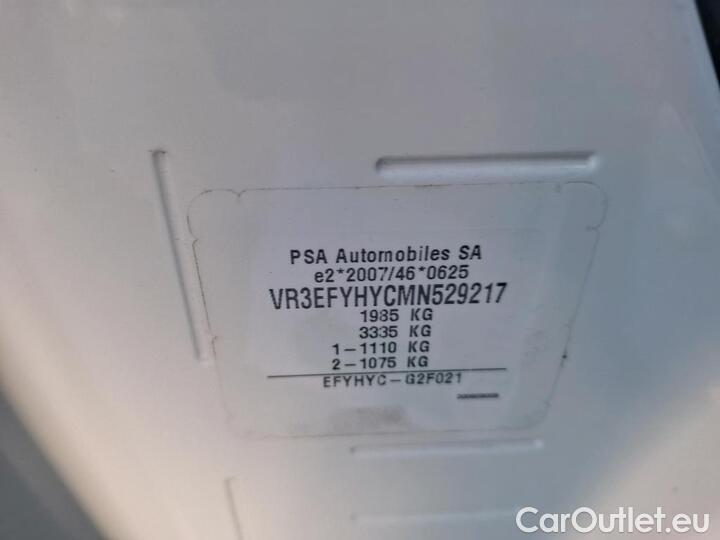 PSA Automobiles SA
e2*2007/46*0625
VR3EFYHYCMN529217
1985 KG
3335 KG
1-1110 KG
2-1075 KG
EFYHYC-G2F021
CarOutlet.eu